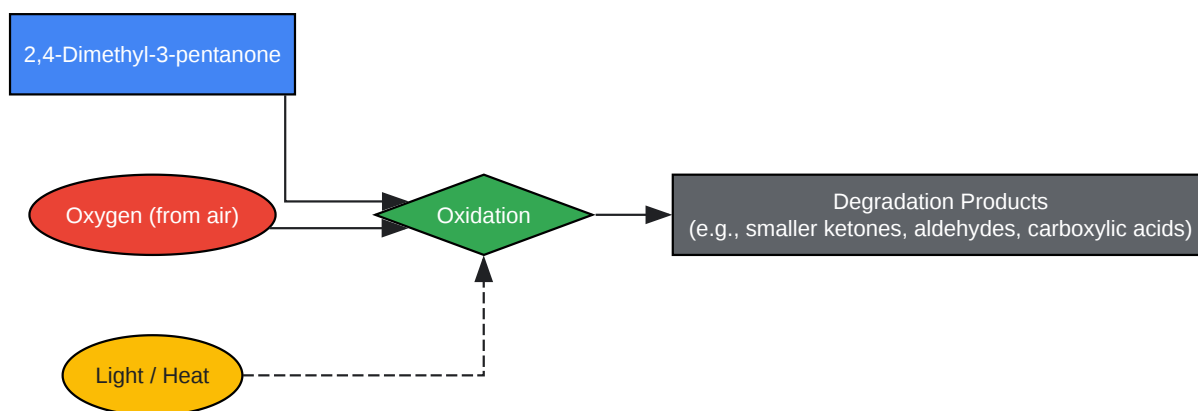 2,4-Dimethyl-3-pentanone
Oxygen (from air)
Oxidation
Degradation Products
(e.g., smaller ketones, aldehydes, carboxylic acids)
Light / Heat